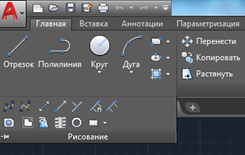 A
Главная Вставка Аннотации Параметризация
Отрезок Полилиния Круг Дуга
Перенести
Копировать
Растянуть
Рисование